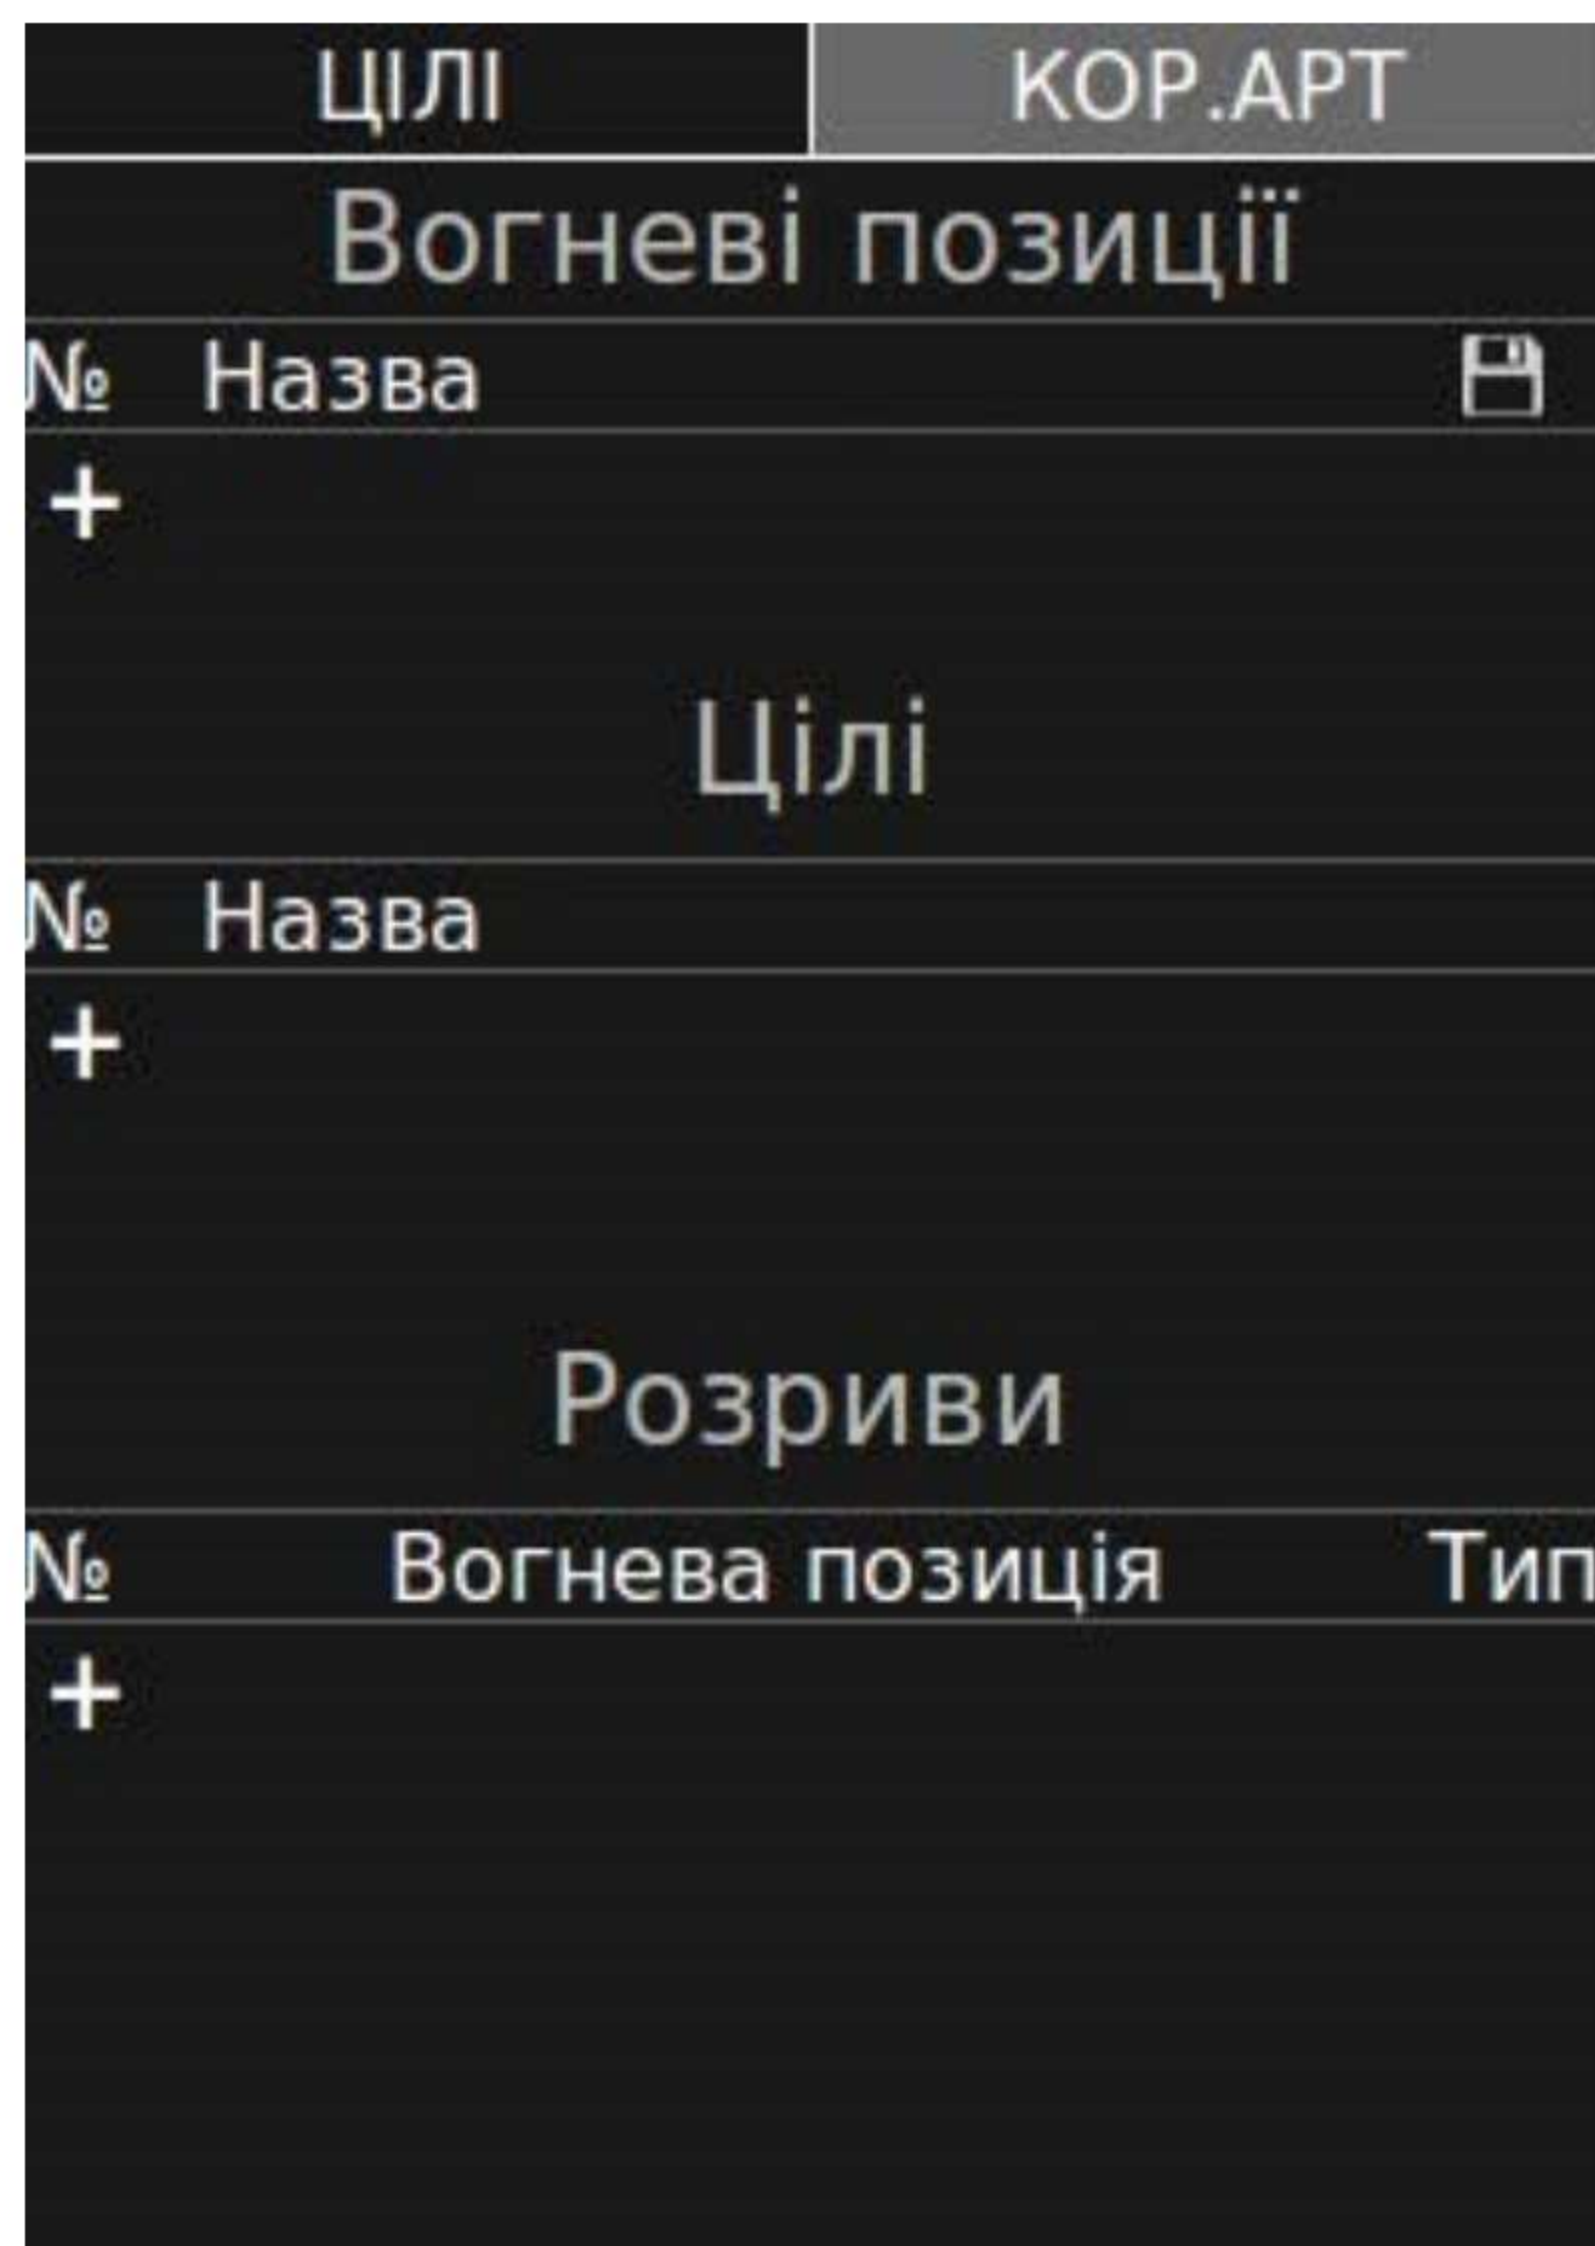 ЦІЛІ КОР.АРТ
Вогневі позиції
№ Назва
+
Цілі
№ Назва
+
Розриви
№ Вогнева позиція Тип
+